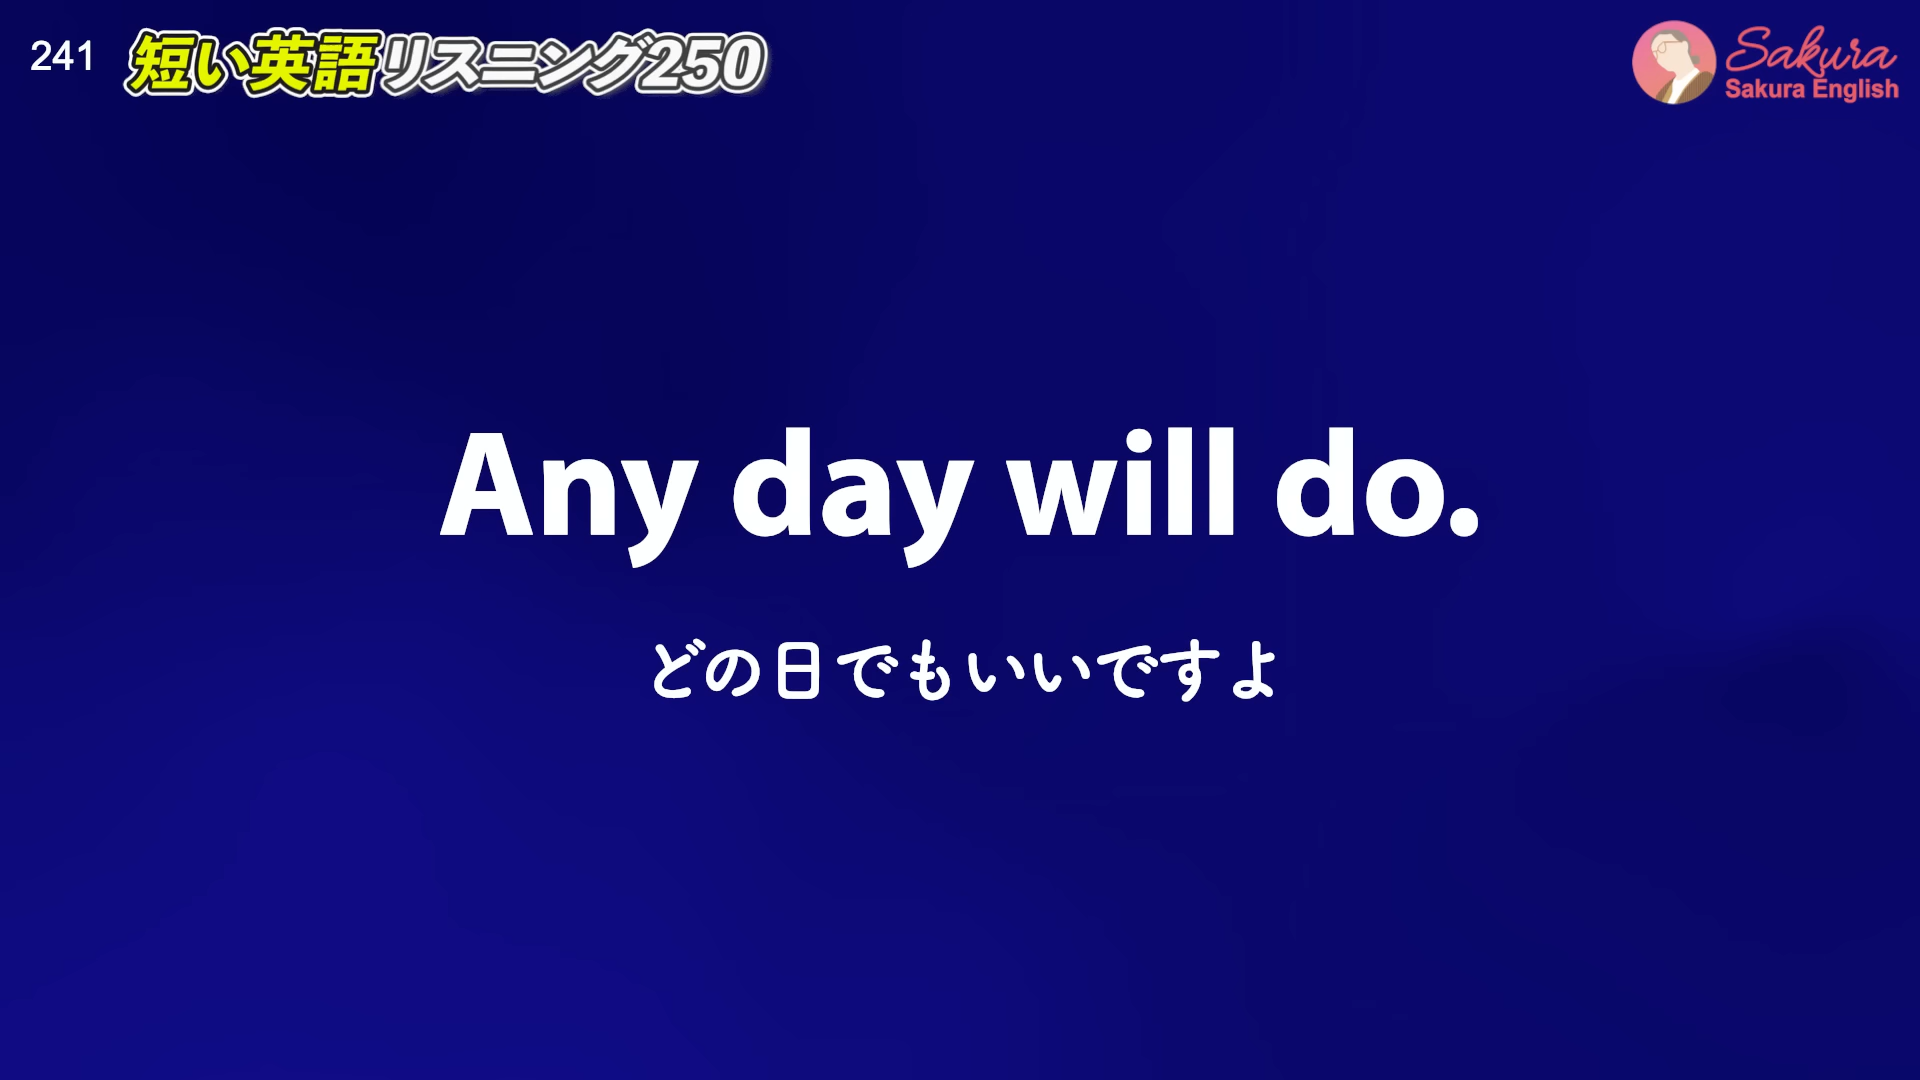 241 短い英語リスニング250
Sakura
Sakura English
Any day will do.
どの日でもいいですよ